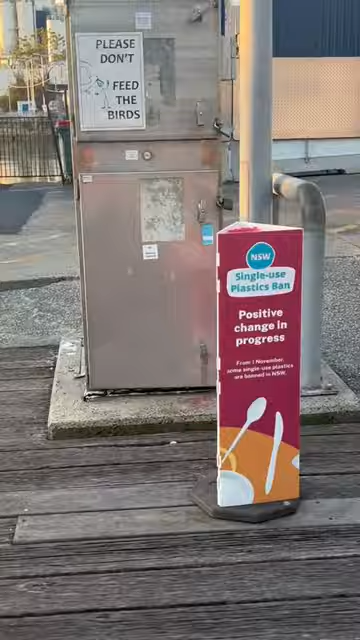 PLEASE
DON'T
FEED
THE
BIRDS
NSW
Single-use
Plastics Ban
Positive
change in
progress
From 1 November,
some single-use plastics
are banned in NSW.